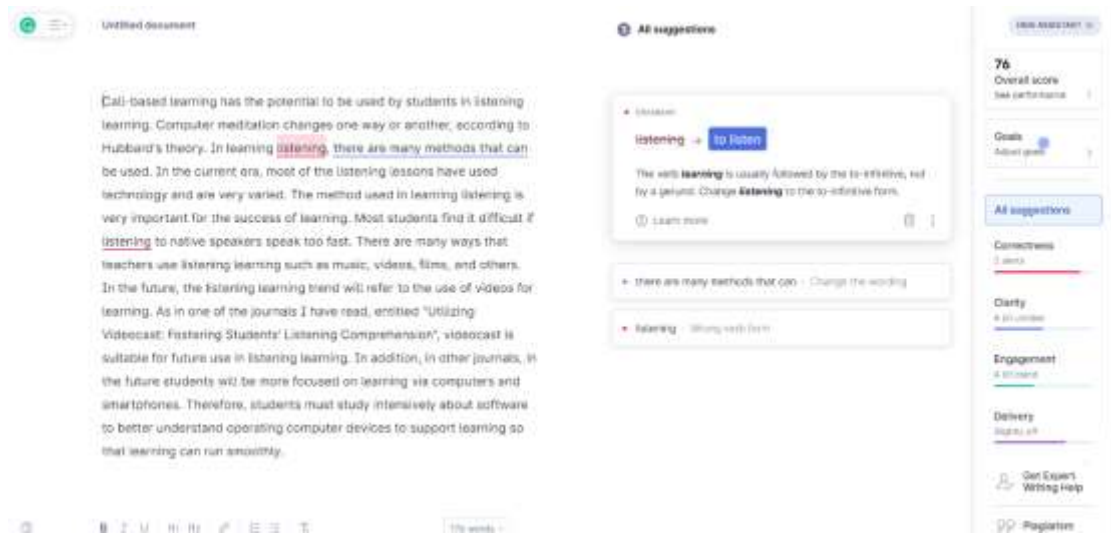 Untitled document
Call-based learning has the potential to be used by students in listening
learning. Computer meditation changes one way or another, according to
Hubbard's theory. In learning listening, there are many methods that can
be used. In the current era, most of the listening lessons have used
technology and are very varied. The method used in learning listening is
very important for the success of learning. Most students find it difficult if
listening to native speakers speak too fast. There are many ways that
teachers use listening learning such as music, videos, films, and others.
In the future, the listening learning trend will refer to the use of videos for
learning. As in one of the journals I have read, entitled "Utilizing
Videocast: Fostering Students' Listening Comprehension", videocast is
suitable for future use in listening learning. In addition, in other journals, in
the future students will be more focused on learning via computers and
smartphones. Therefore, students must study intensively about software
to better understand operating computer devices to support learning so
that learning can run smoothly.
B I U H1 H2
words
All suggestions
listening → to listen
The verb learning is usually followed by the to-infinitive, not
by a gerund. Change listening to the to-infinitive form.
Learn more
there are many methods that can · Change the wording
listening · Wrong verb form
HIDE ASSISTANT
76
Overall score
See performance
Goals
Adjust goals
All suggestions
Correctness
alerts
Clarity
A bit unclear
Engagement
A bit bland
Delivery
Slightly off
Get Expert
Writing Help
Plagiarism